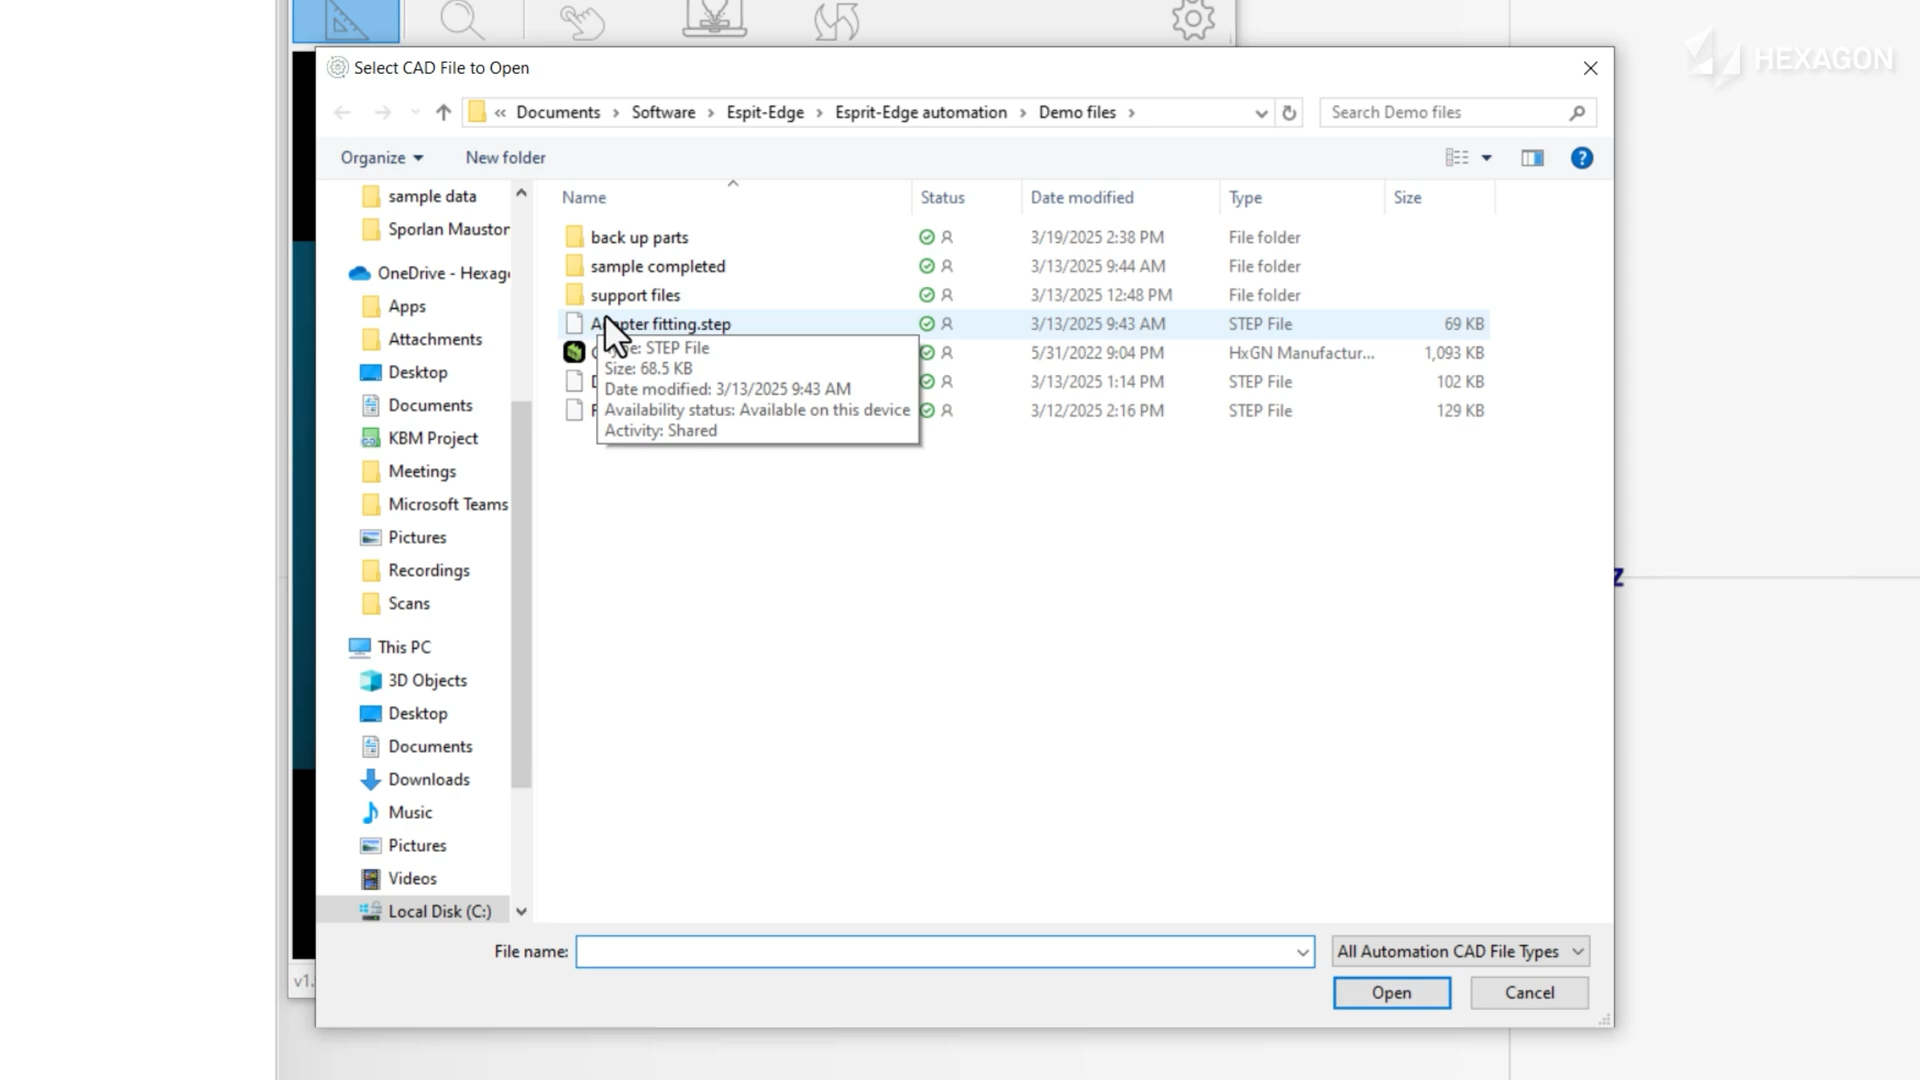 HEXAGON
Select CAD File to Open
« Documents › Software › Espit-Edge › Esprit-Edge automation › Demo files ›
Search Demo files
Organize
New folder
?
Name Status Date modified Type Size
sample data
Sporlan Mauston
OneDrive - Hexag
Apps
Attachments
Desktop
Documents
KBM Project
Meetings
Microsoft Teams
Pictures
Recordings
Scans
This PC
3D Objects
Desktop
Documents
Downloads
Music
Pictures
Videos
Local Disk (C:)
back up parts 3/19/2025 2:38 PM File folder
sample completed 3/13/2025 9:44 AM File folder
support files 3/13/2025 12:48 PM File folder
Adapter fitting.step 3/13/2025 9:43 AM STEP File 69 KB
5/31/2022 9:04 PM HxGN Manufactur... 1,093 KB
3/13/2025 1:14 PM STEP File 102 KB
3/12/2025 2:16 PM STEP File 129 KB
Type: STEP File
Size: 68.5 KB
Date modified: 3/13/2025 9:43 AM
Availability status: Available on this device
Activity: Shared
Z
File name:
All Automation CAD File Types
v1.
Open
Cancel